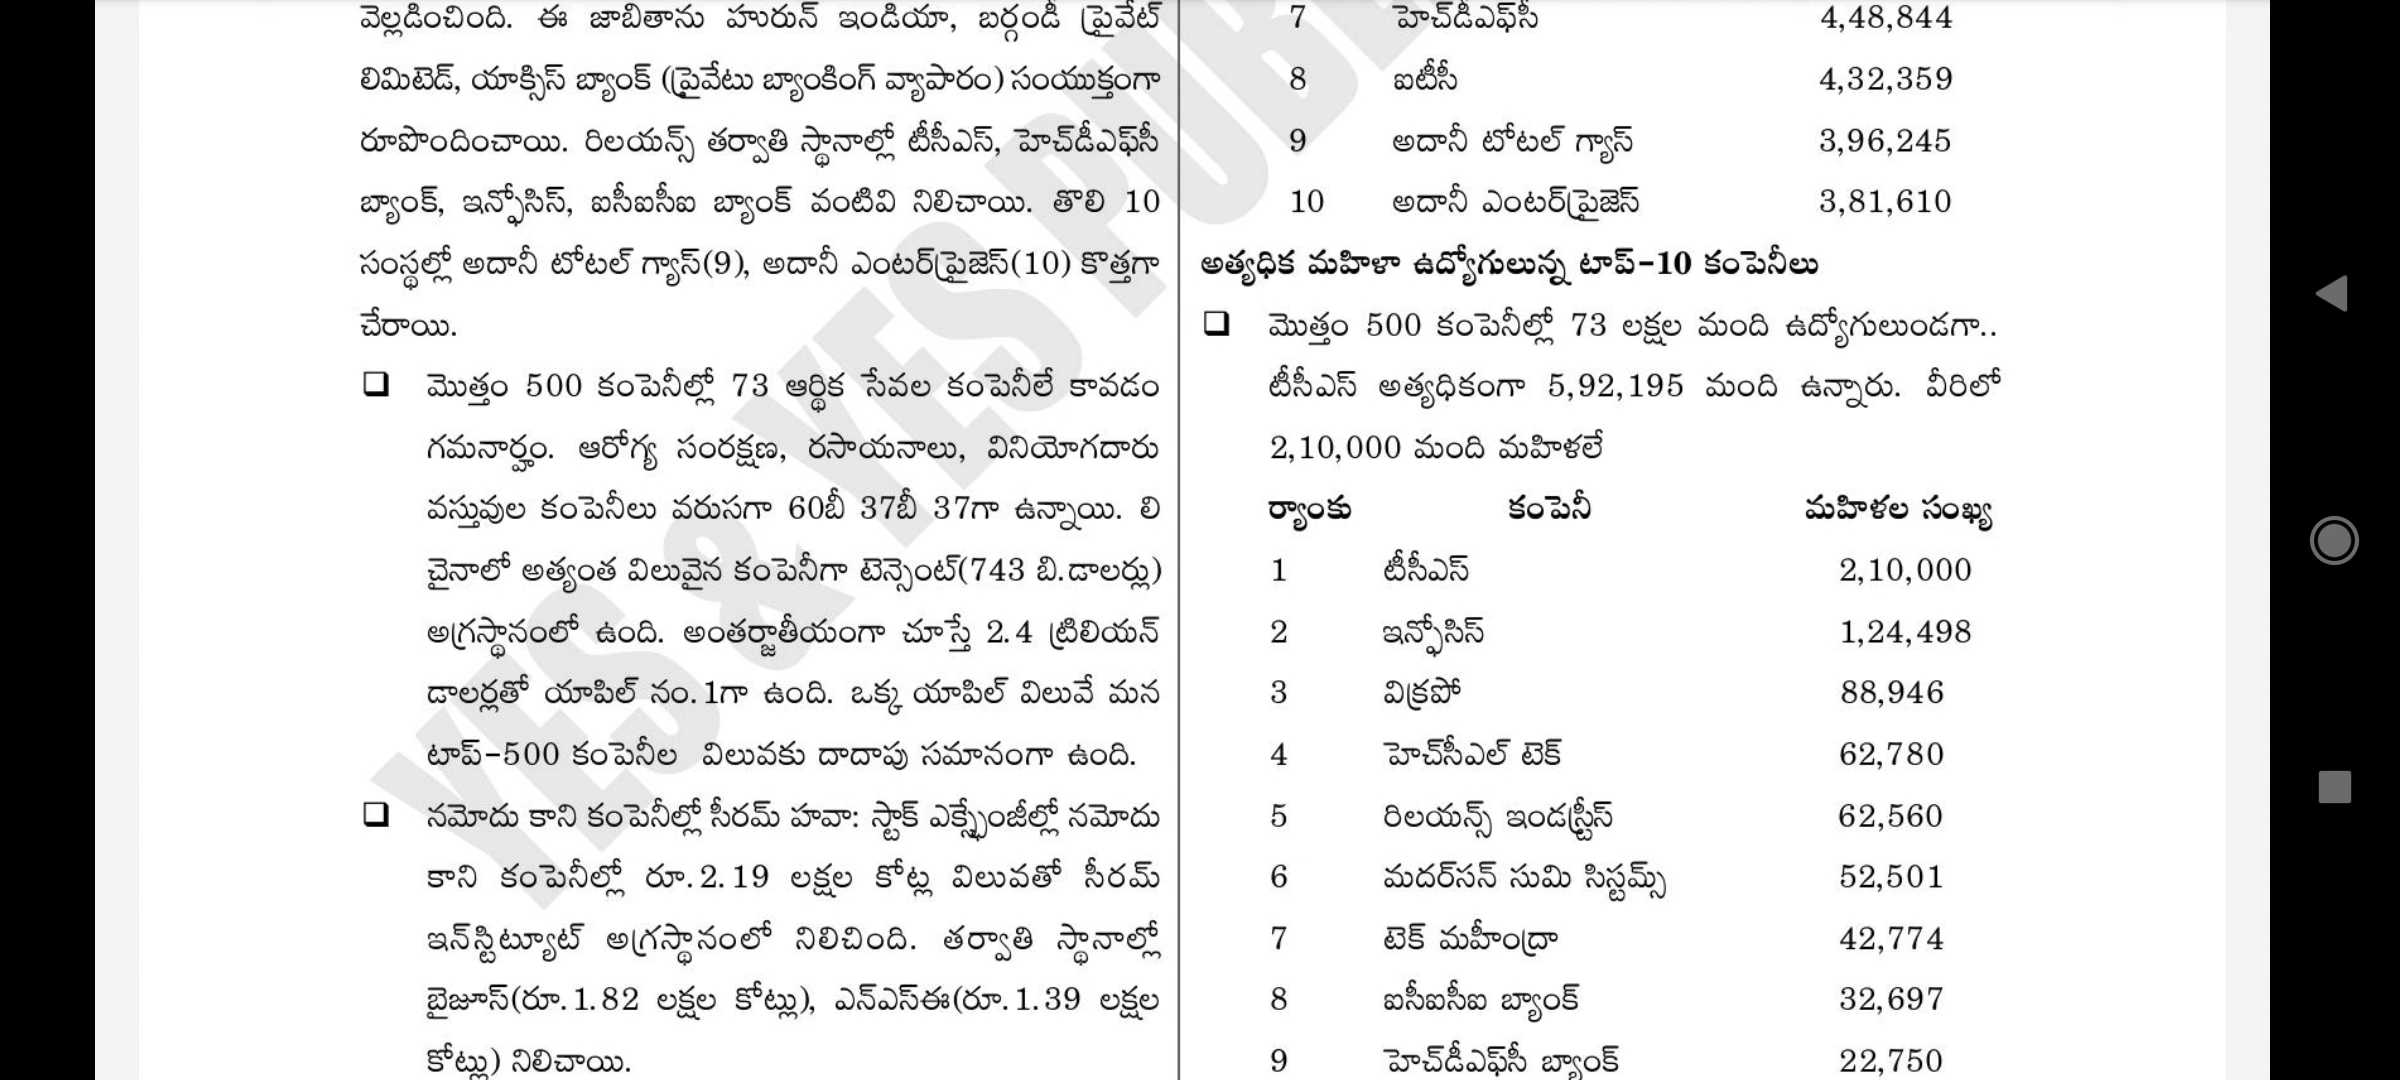 వెల్లడించింది. ఈ జాబితాను హురున్ ఇండియా, బర్గండీ ప్రైవేట్
లిమిటెడ్, యాక్సిస్ బ్యాంక్ (ప్రైవేటు బ్యాంకింగ్ వ్యాపారం) సంయుక్తంగా
రూపొందించాయి. రిలయన్స్ తర్వాతి స్థానాల్లో టీసీఎస్, హెచ్‌డీఎఫ్‌సీ
బ్యాంక్, ఇన్ఫోసిస్, ఐసీఐసీఐ బ్యాంక్ వంటివి నిలిచాయి. తొలి 10
సంస్థల్లో అదానీ టోటల్ గ్యాస్(9), అదానీ ఎంటర్‌ప్రైజెస్(10) కొత్తగా
చేరాయి.
❑ మొత్తం 500 కంపెనీల్లో 73 ఆర్థిక సేవల కంపెనీలే కావడం
గమనార్హం. ఆరోగ్య సంరక్షణ, రసాయనాలు, వినియోగదారు
వస్తువుల కంపెనీలు వరుసగా 60బీ 37బీ 37గా ఉన్నాయి. లి
చైనాలో అత్యంత విలువైన కంపెనీగా టెన్సెంట్(743 బి.డాలర్లు)
అగ్రస్థానంలో ఉంది. అంతర్జాతీయంగా చూస్తే 2.4 ట్రిలియన్
డాలర్లతో యాపిల్ నం.1గా ఉంది. ఒక్క యాపిల్ విలువే మన
టాప్-500 కంపెనీల విలువకు దాదాపు సమానంగా ఉంది.
❑ నమోదు కాని కంపెనీల్లో సీరమ్ హవా: స్టాక్ ఎక్స్ఛేంజీల్లో నమోదు
కాని కంపెనీల్లో రూ.2.19 లక్షల కోట్ల విలువతో సీరమ్
ఇన్‌స్టిట్యూట్ అగ్రస్థానంలో నిలిచింది. తర్వాతి స్థానాల్లో
బైజూస్(రూ.1.82 లక్షల కోట్లు), ఎన్ఎస్ఈ(రూ.1.39 లక్షల
కోట్లు) నిలిచాయి.
7 హెచ్‌డీఎఫ్‌సీ 4,48,844
8 ఐటీసీ 4,32,359
9 అదానీ టోటల్ గ్యాస్ 3,96,245
10 అదానీ ఎంటర్‌ప్రైజెస్ 3,81,610
అత్యధిక మహిళా ఉద్యోగులున్న టాప్-10 కంపెనీలు
❑ మొత్తం 500 కంపెనీల్లో 73 లక్షల మంది ఉద్యోగులుండగా..
టీసీఎస్ అత్యధికంగా 5,92,195 మంది ఉన్నారు. వీరిలో
2,10,000 మంది మహిళలే
ర్యాంకు కంపెనీ మహిళల సంఖ్య
1 టీసీఎస్ 2,10,000
2 ఇన్ఫోసిస్ 1,24,498
3 విక్రపో 88,946
4 హెచ్‌సీఎల్ టెక్ 62,780
5 రిలయన్స్ ఇండస్ట్రీస్ 62,560
6 మదర్‌సన్ సుమి సిస్టమ్స్ 52,501
7 టెక్ మహీంద్రా 42,774
8 ఐసీఐసీఐ బ్యాంక్ 32,697
9 హెచ్‌డీఎఫ్‌సీ బ్యాంక్ 22,750
YES & YES PUB